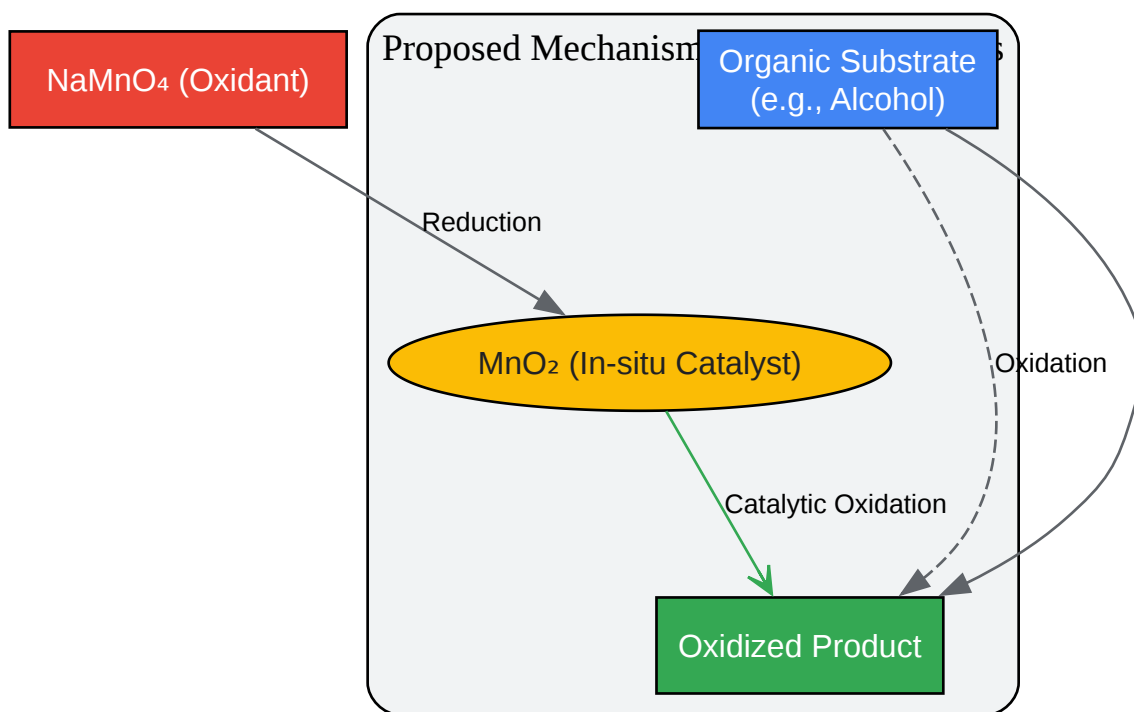 NaMnO₄ (Oxidant)
Proposed Mechanism
Organic Substrate
(e.g., Alcohol)
Reduction
MnO₂ (In-situ Catalyst)
Oxidation
Catalytic Oxidation
Oxidized Product